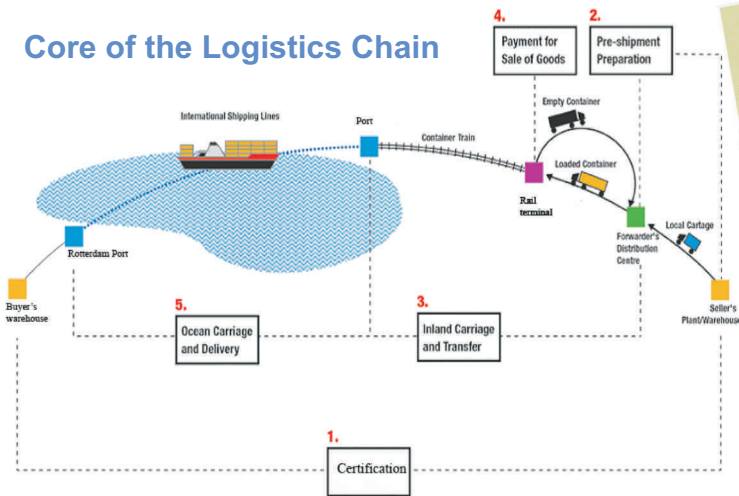 Core of the Logistics Chain
4.
Payment for
Sale of Goods
2.
Pre-shipment
Preparation
International Shipping Lines
Port
Container Train
Empty Container
Loaded Container
Rail
terminal
Local Cartage
Forwarder's
Distribution
Centre
Rotterdam Port
Buyer's
warehouse
Seller's
Plant/Warehouse
5.
Ocean Carriage
and Delivery
3.
Inland Carriage
and Transfer
1.
Certification